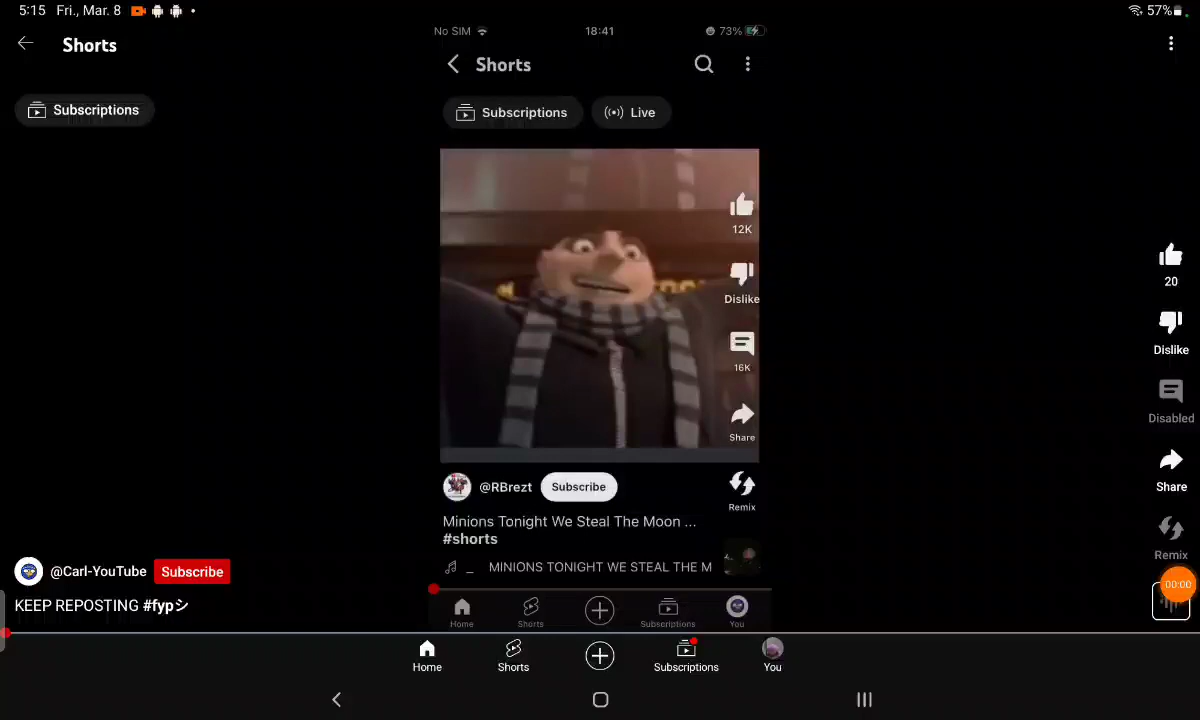 5:15 Fri., Mar. 8
57%
Shorts
Subscriptions
No SIM
18:41
73%
Shorts
Subscriptions
Live
12K
Dislike
16K
Share
@RBrezt
Subscribe
Remix
Minions Tonight We Steal The Moon ...
#shorts
MINIONS TONIGHT WE STEAL THE M
Home
Shorts
Subscriptions
You
20
Dislike
Disabled
Share
Remix
00:00
@Carl-YouTube
Subscribe
KEEP REPOSTING #fypシ
Home
Shorts
Subscriptions
You